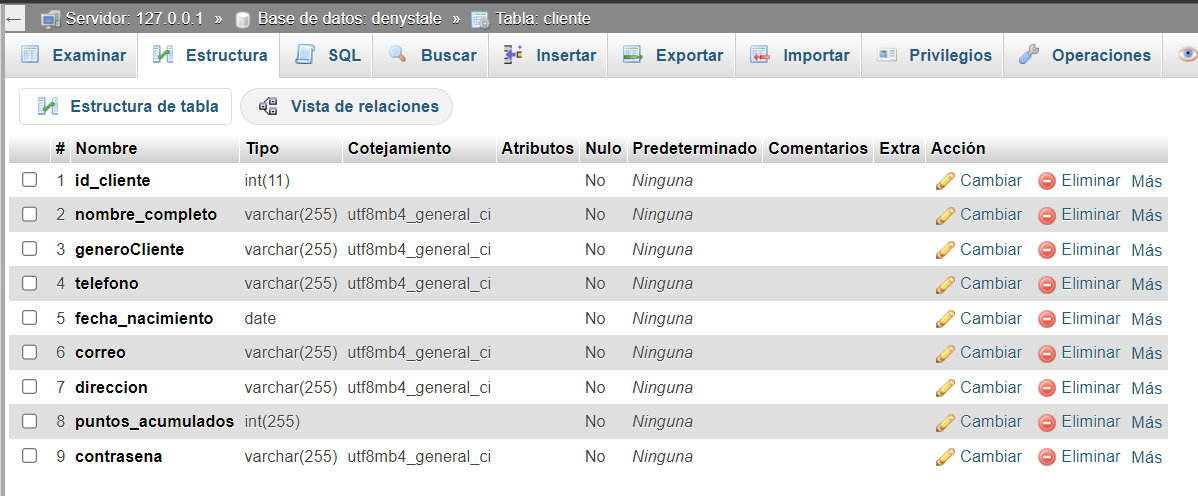 ← Servidor: 127.0.0.1 » Base de datos: denystale » Tabla: cliente
Examinar Estructura SQL Buscar Insertar Exportar Importar Privilegios Operaciones
Estructura de tabla Vista de relaciones
# Nombre Tipo Cotejamiento Atributos Nulo Predeterminado Comentarios Extra Acción
1 id_cliente int(11) No Ninguna Cambiar Eliminar Más
2 nombre_completo varchar(255) utf8mb4_general_ci No Ninguna Cambiar Eliminar Más
3 generoCliente varchar(255) utf8mb4_general_ci No Ninguna Cambiar Eliminar Más
4 telefono varchar(255) utf8mb4_general_ci No Ninguna Cambiar Eliminar Más
5 fecha_nacimiento date No Ninguna Cambiar Eliminar Más
6 correo varchar(255) utf8mb4_general_ci No Ninguna Cambiar Eliminar Más
7 direccion varchar(255) utf8mb4_general_ci No Ninguna Cambiar Eliminar Más
8 puntos_acumulados int(255) No Ninguna Cambiar Eliminar Más
9 contrasena varchar(255) utf8mb4_general_ci No Ninguna Cambiar Eliminar Más